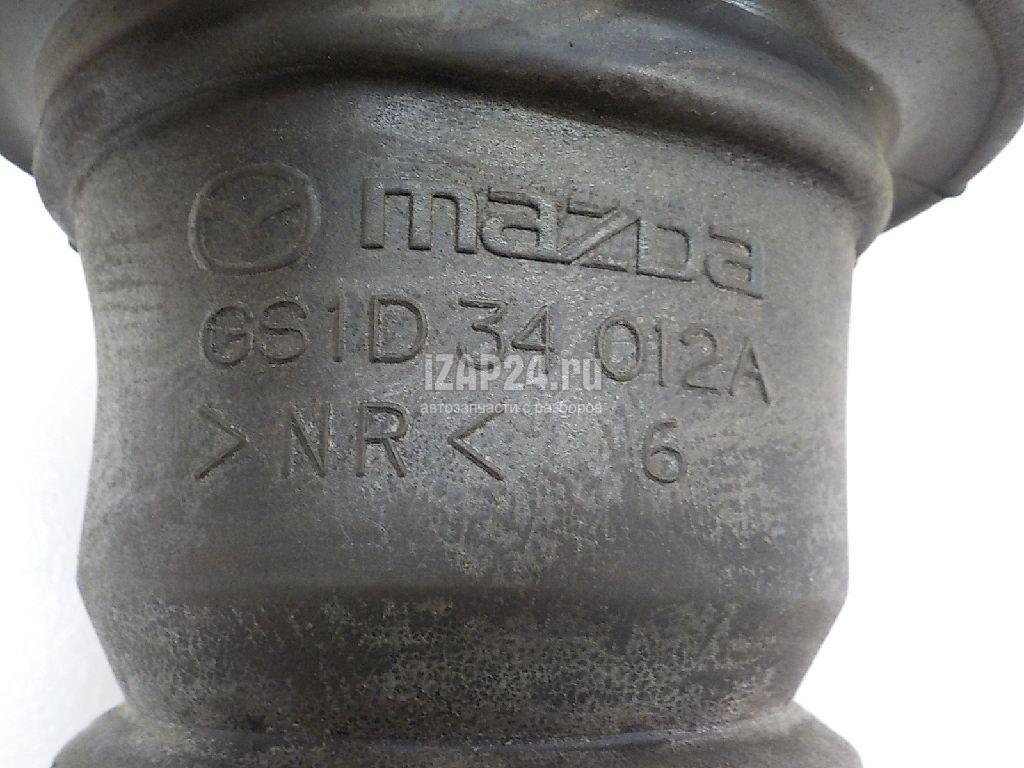 mazda
GS1D 34 012A
iZAP24.ru
автозапчасти с разборов
>NR< 6